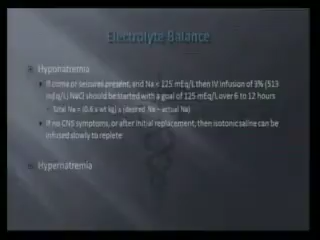 Electrolyte Balance
Hyponatremia
If coma or seizures present, and Na < 125 mEq/L then IV infusion of 3% (513
mEq/L) NaCl should be started with a goal of 125 mEq/L over 6 to 12 hours
Total Na = (0.6 x wt kg) x (desired Na – actual Na)
If no CNS symptoms, or after initial replacement, then isotonic saline can be
infused slowly to replete
Hypernatremia